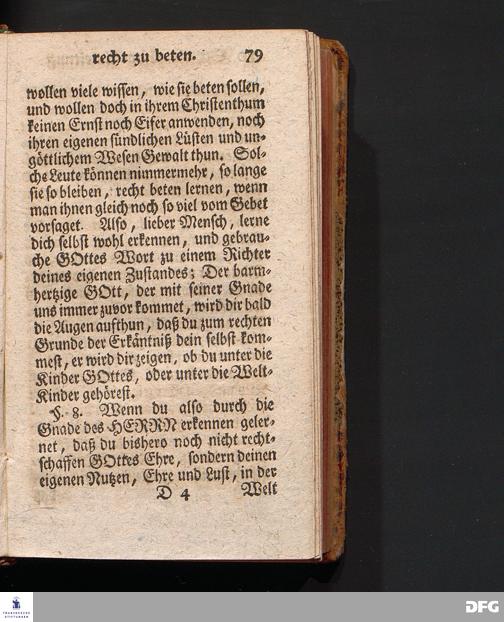 recht zu beten. 79
wollen viele wissen, wie sie beten sollen,
und wollen doch in ihrem Christenthum
keinen Ernst noch Eifer anwenden, noch
ihren eigenen sündlichen Lüsten und un-
göttlichem Wesen Gewalt thun. Sol-
che Leute können nimmermehr, so lange
sie so bleiben, recht beten lernen, wenn
man ihnen gleich noch so viel vom Gebet
vorsaget. Also, lieber Mensch, lerne
dich selbst wohl erkennen, und gebrau-
che GOttes Wort zu einem Richter
deines eigenen Zustandes; Der barm-
hertzige GOtt, der mit seiner Gnade
uns immer zuvor kommet, wird dir bald
die Augen aufthun, daß du zum rechten
Grunde der Erkäntniß dein selbst kom-
mest, er wird dir zeigen, ob du unter die
Kinder GOttes, oder unter die Welt-
Kinder gehörest.
§. 8. Wenn du also durch die
Gnade des HERRN erkennen geler-
net, daß du bishero noch nicht recht-
schaffen GOttes Ehre, sondern deinen
eigenen Nutzen, Ehre und Lust, in der
D 4 Welt
FRANCKESCHE
STIFTUNGEN
DFG